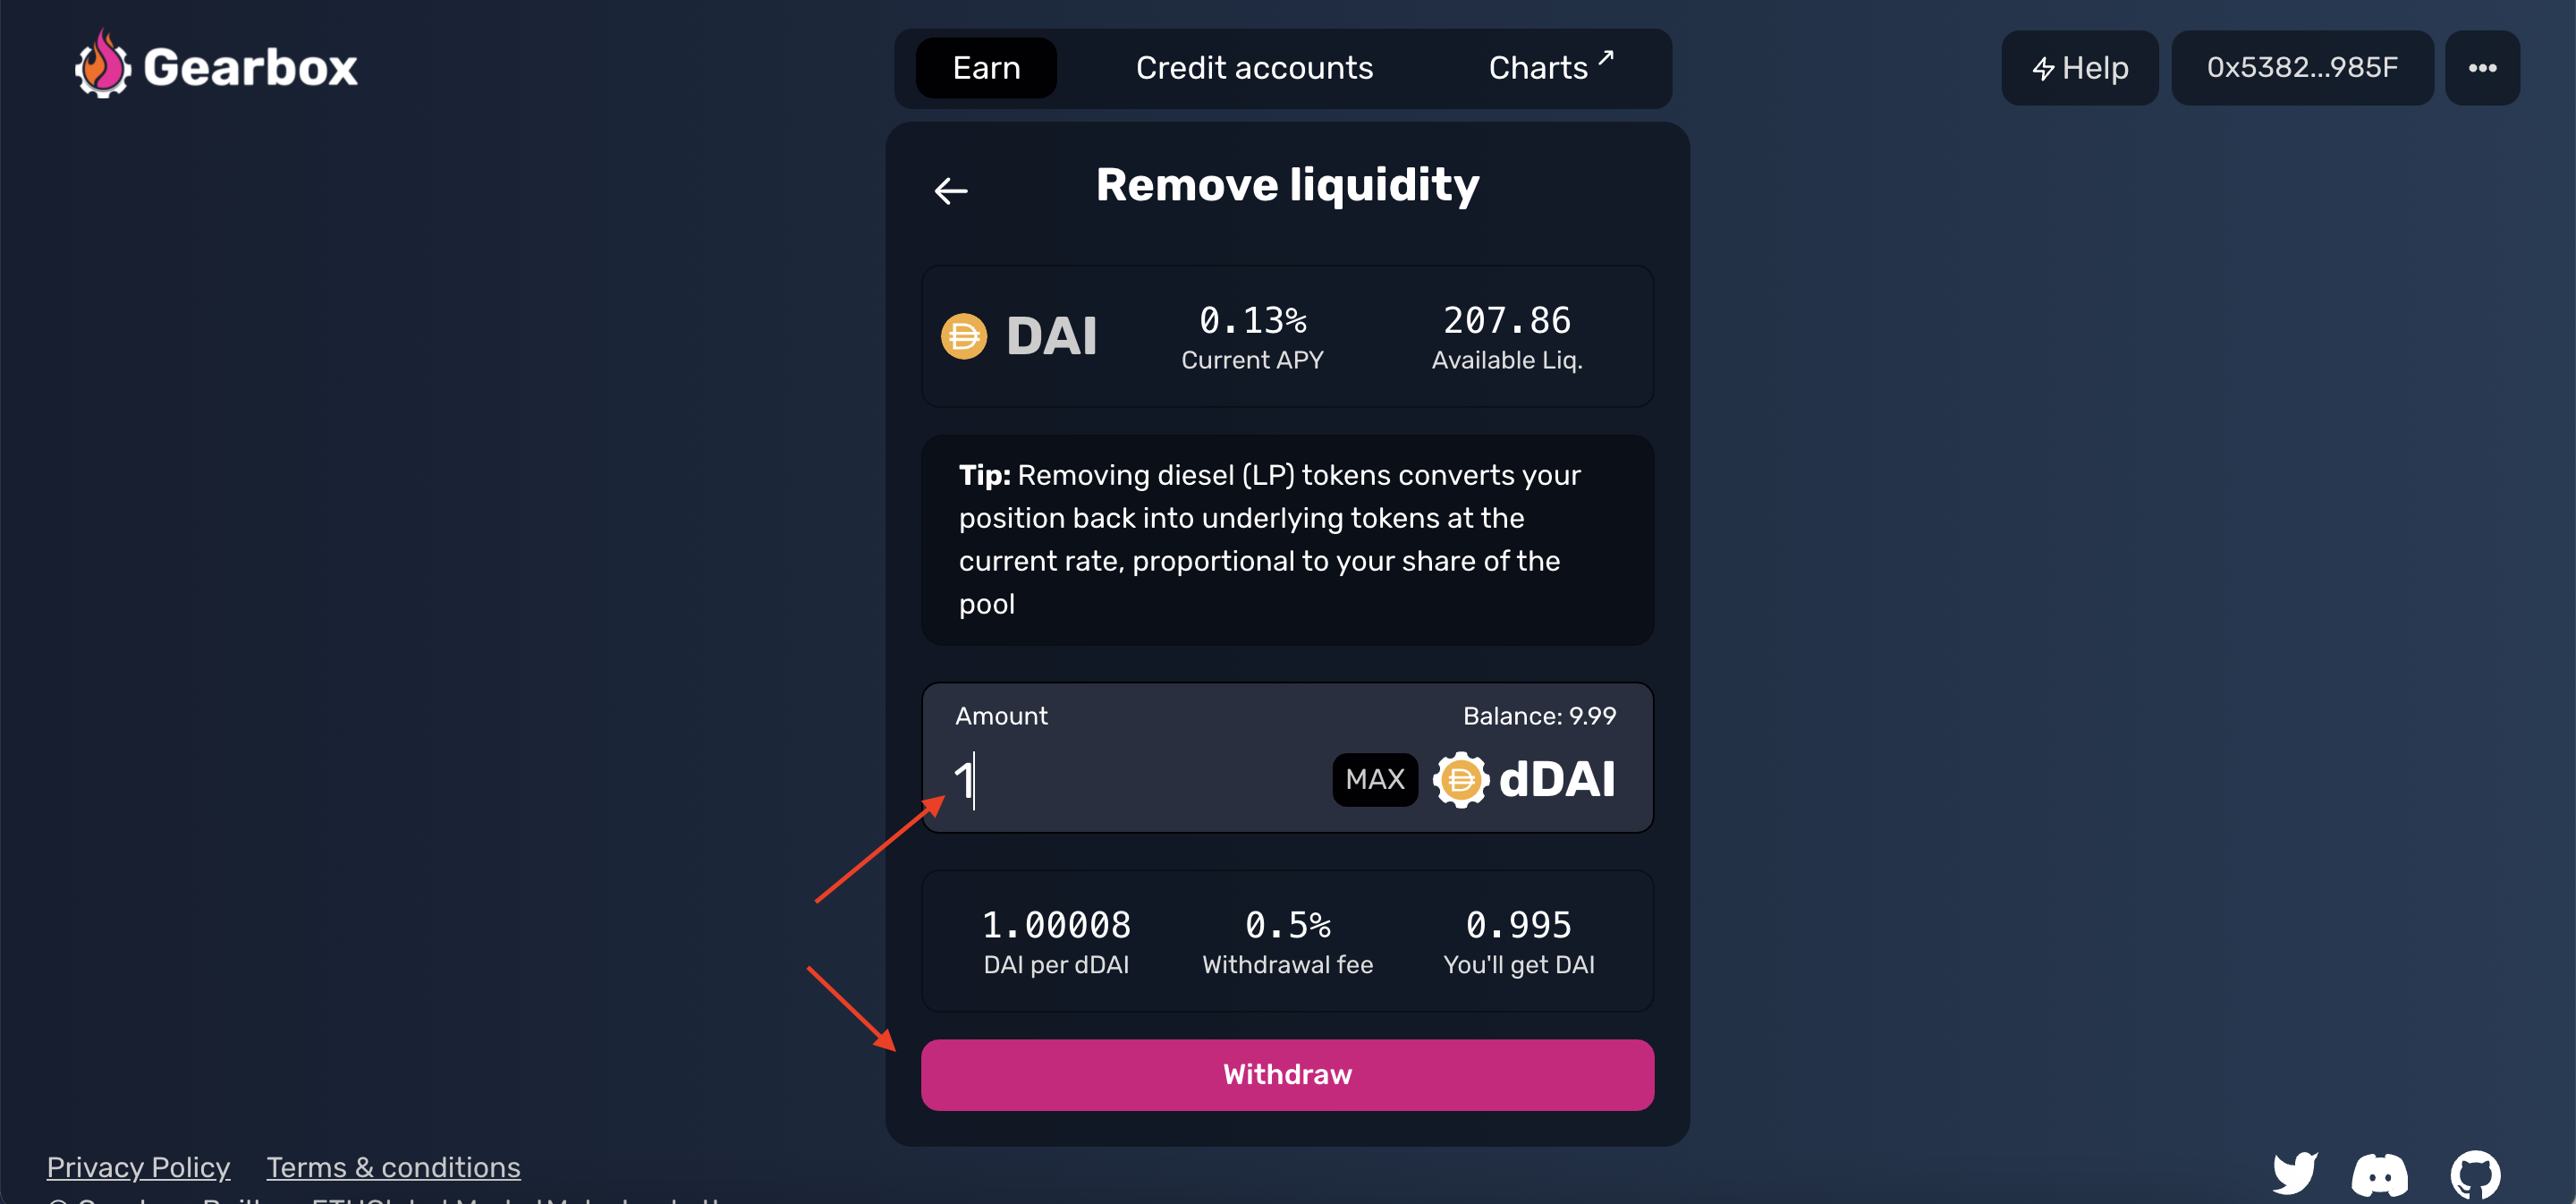 Gearbox
Earn
Credit accounts
Charts
Help
0x5382...985F
Remove liquidity
DAI
0.13%
Current APY
207.86
Available Liq.
Tip: Removing diesel (LP) tokens converts your
position back into underlying tokens at the
current rate, proportional to your share of the
pool
Amount
Balance: 9.99
1
MAX
dDAI
1.00008
DAI per dDAI
0.5%
Withdrawal fee
0.995
You'll get DAI
Withdraw
Privacy Policy
Terms & conditions